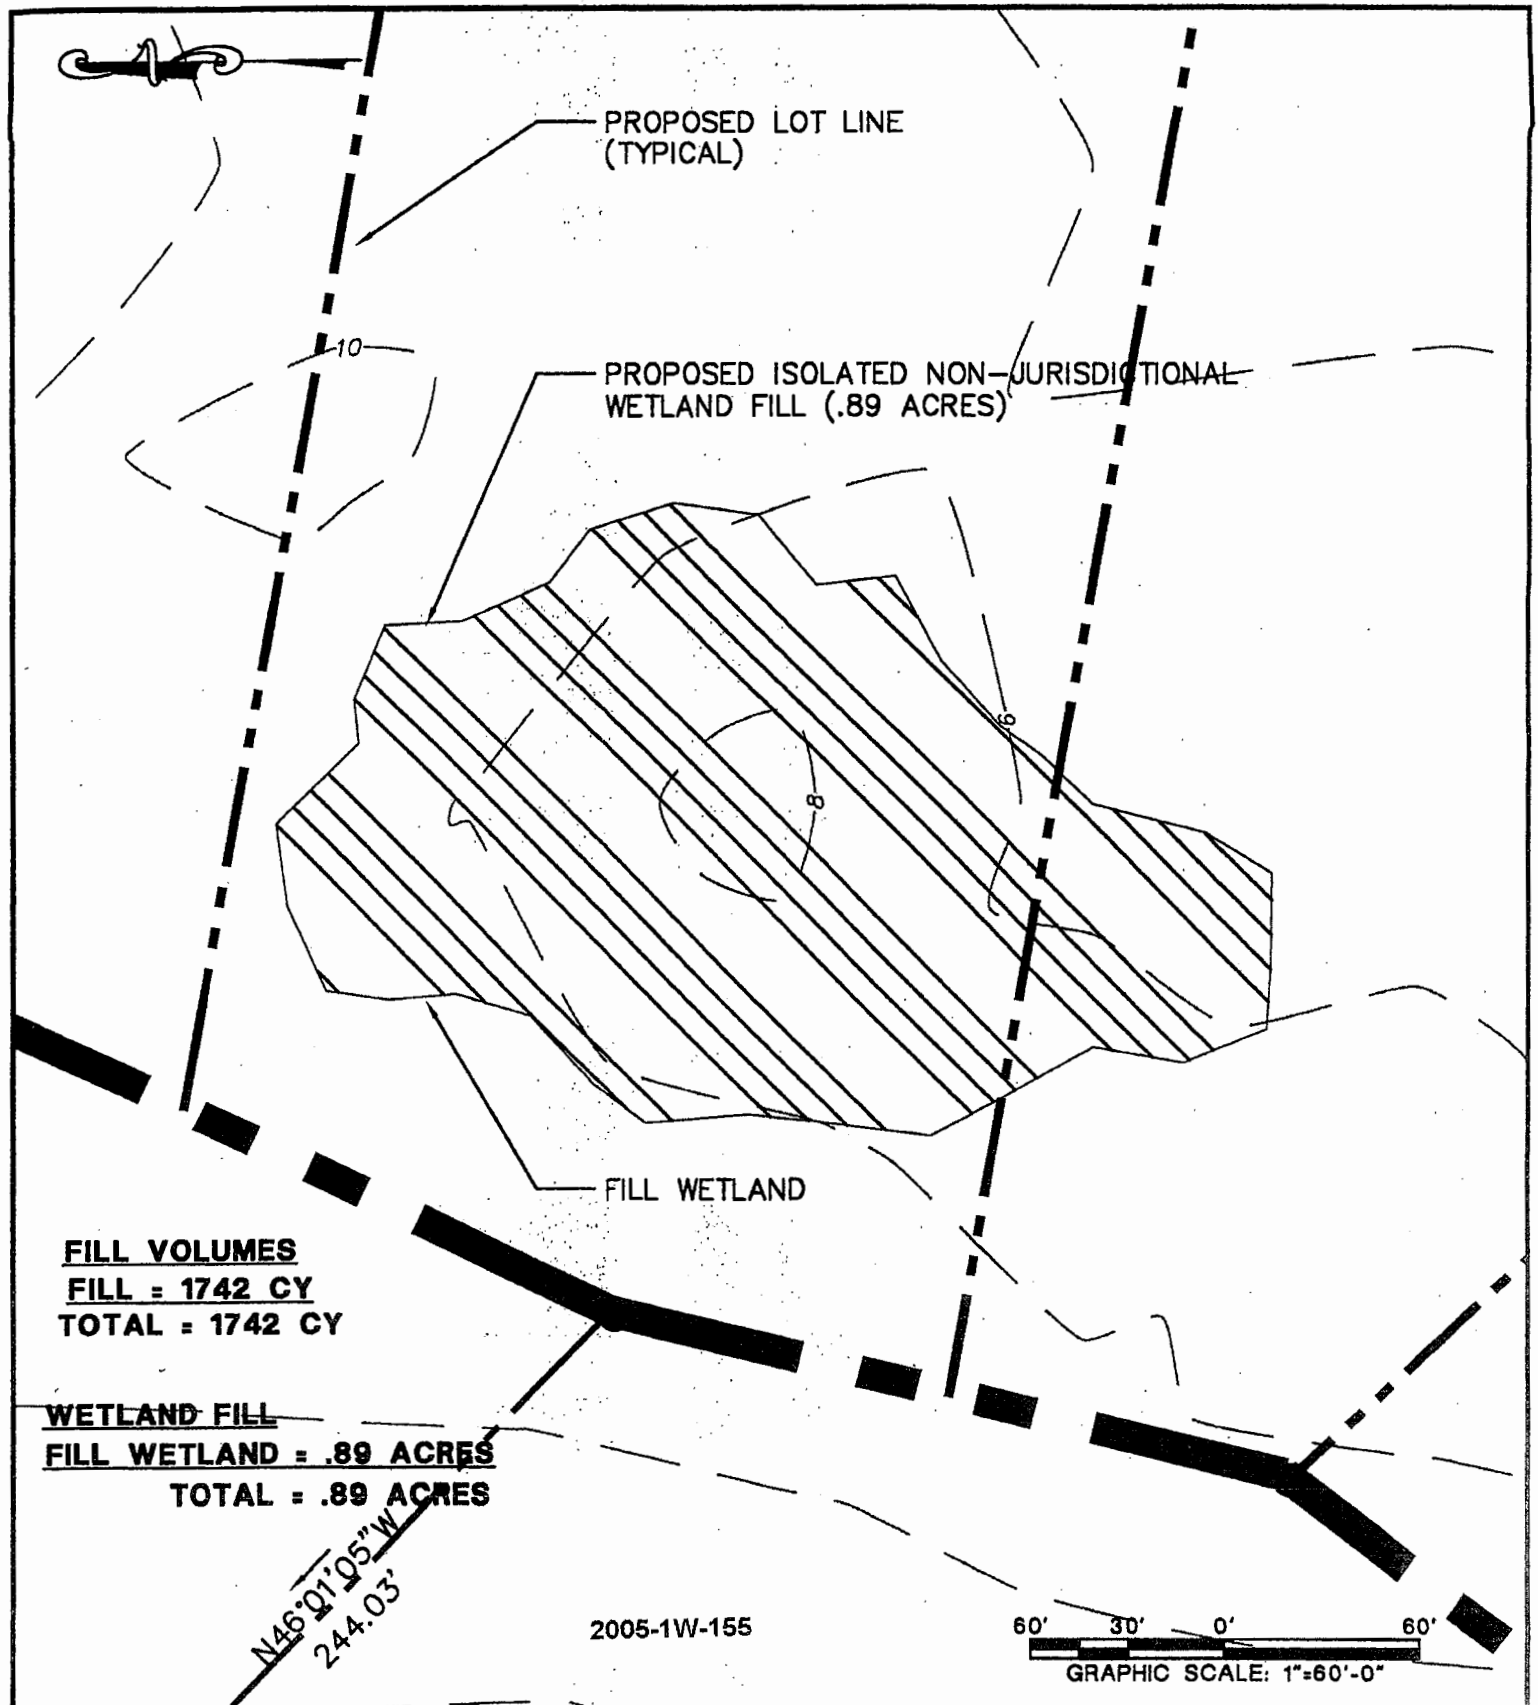 PROPOSED LOT LINE
(TYPICAL)
10
PROPOSED ISOLATED NON-JURISDICTIONAL
WETLAND FILL (.89 ACRES)
6
8
FILL WETLAND
FILL VOLUMES
FILL = 1742 CY
TOTAL = 1742 CY
WETLAND FILL
FILL WETLAND = .89 ACRES
TOTAL = .89 ACRES
N46°01'05"W
244.03'
2005-1W-155
60' 30' 0' 60'
GRAPHIC SCALE: 1"=60'-0"